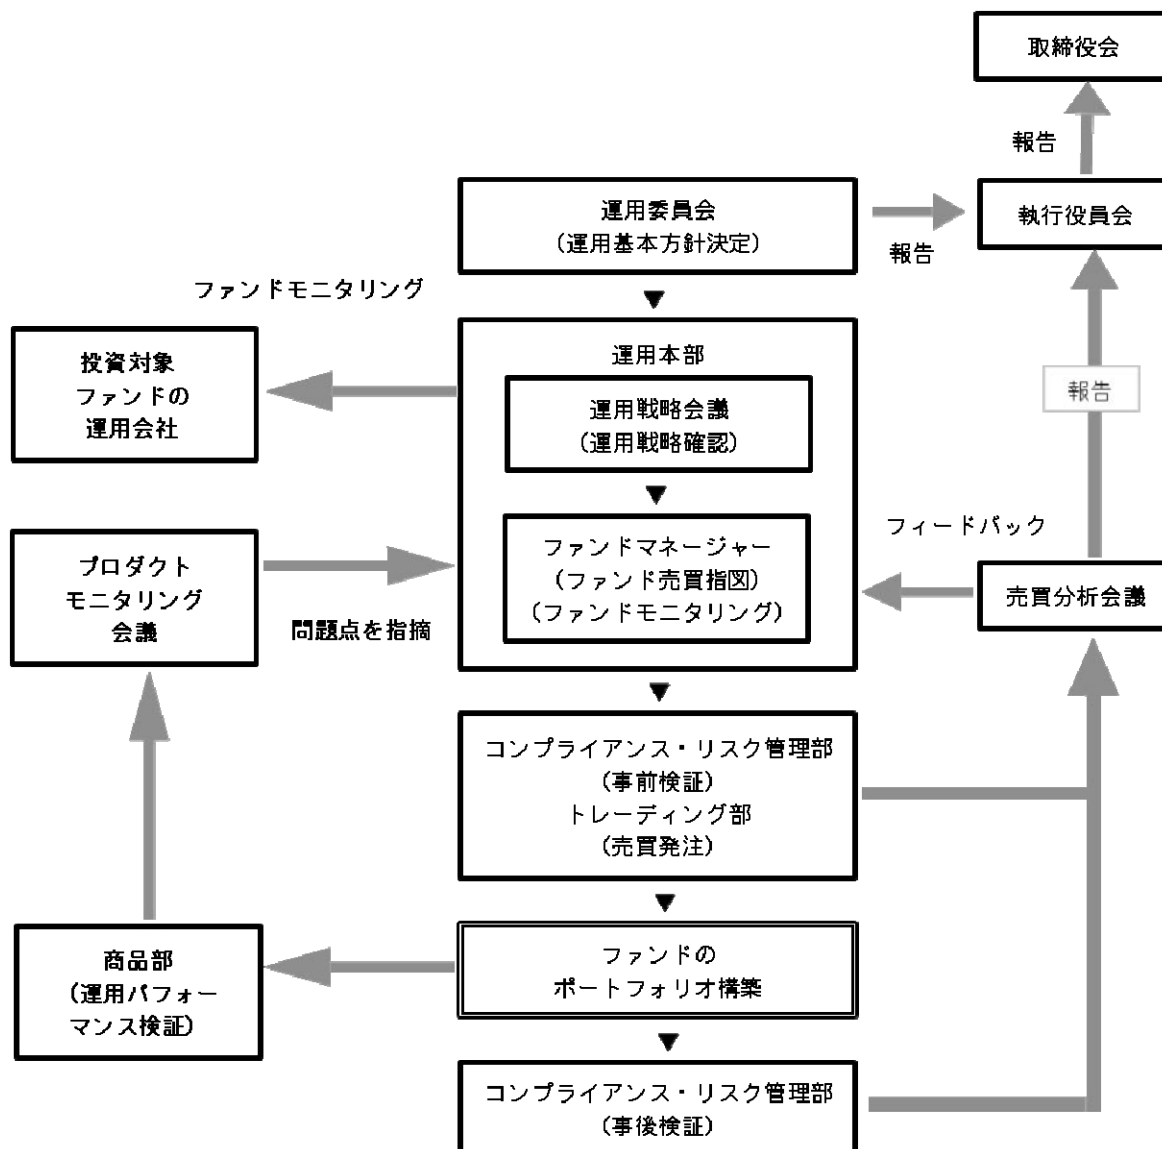 取締役会
報告
運用委員会
(運用基本方針決定)
報告
執行役員会
ファンドモニタリング
投資対象
ファンドの
運用会社
運用本部
運用戦略会議
(運用戦略確認)
報告
プロダクト
モニタリング
会議
問題点を指摘
ファンドマネージャー
(ファンド売買指図)
(ファンドモニタリング)
フィードバック
売買分析会議
コンプライアンス・リスク管理部
(事前検証)
トレーディング部
(売買発注)
商品部
(運用パフォー
マンス検証)
ファンドの
ポートフォリオ構築
コンプライアンス・リスク管理部
(事後検証)